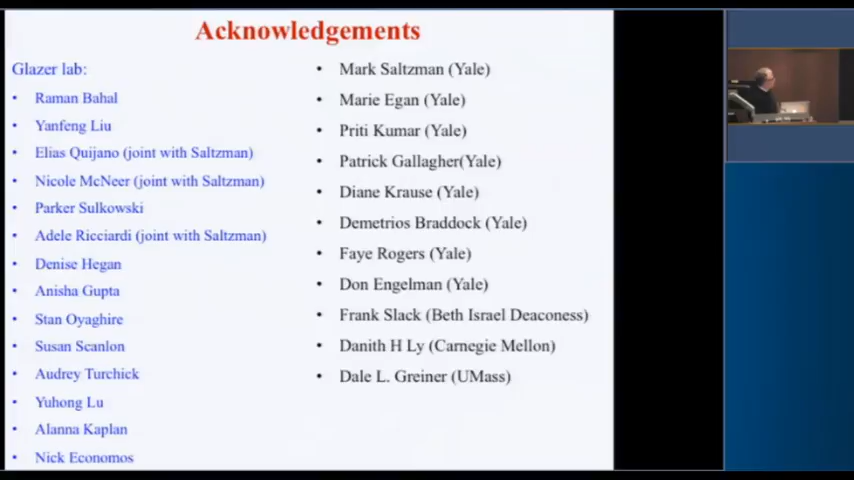 Acknowledgements
Glazer lab:
• Raman Bahal
• Yanfeng Liu
• Elias Quijano (joint with Saltzman)
• Nicole McNeer (joint with Saltzman)
• Parker Sulkowski
• Adele Ricciardi (joint with Saltzman)
• Denise Hegan
• Anisha Gupta
• Stan Oyaghire
• Susan Scanlon
• Audrey Turchick
• Yuhong Lu
• Alanna Kaplan
• Nick Economos
• Mark Saltzman (Yale)
• Marie Egan (Yale)
• Priti Kumar (Yale)
• Patrick Gallagher(Yale)
• Diane Krause (Yale)
• Demetrios Braddock (Yale)
• Faye Rogers (Yale)
• Don Engelman (Yale)
• Frank Slack (Beth Israel Deaconess)
• Danith H Ly (Carnegie Mellon)
• Dale L. Greiner (UMass)